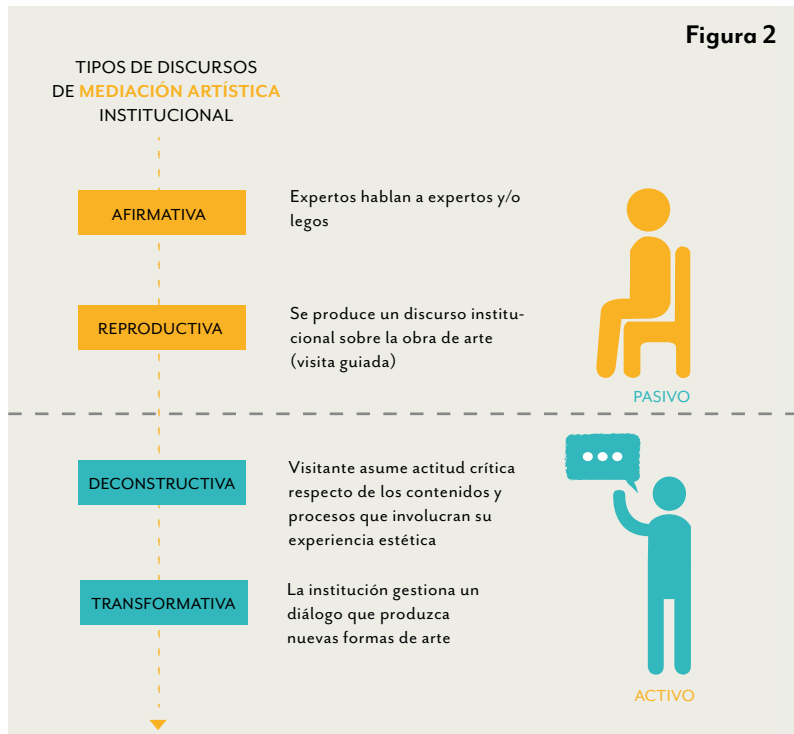 Figura 2
TIPOS DE DISCURSOS
DE MEDIACIÓN ARTÍSTICA
INSTITUCIONAL
AFIRMATIVA
Expertos hablan a expertos y/o
legos
REPRODUCTIVA
Se produce un discurso institu-
cional sobre la obra de arte
(visita guiada)
PASIVO
DECONSTRUCTIVA
Visitante asume actitud crítica
respecto de los contenidos y
procesos que involucran su
experiencia estética
TRANSFORMATIVA
La institución gestiona un
diálogo que produzca
nuevas formas de arte
ACTIVO